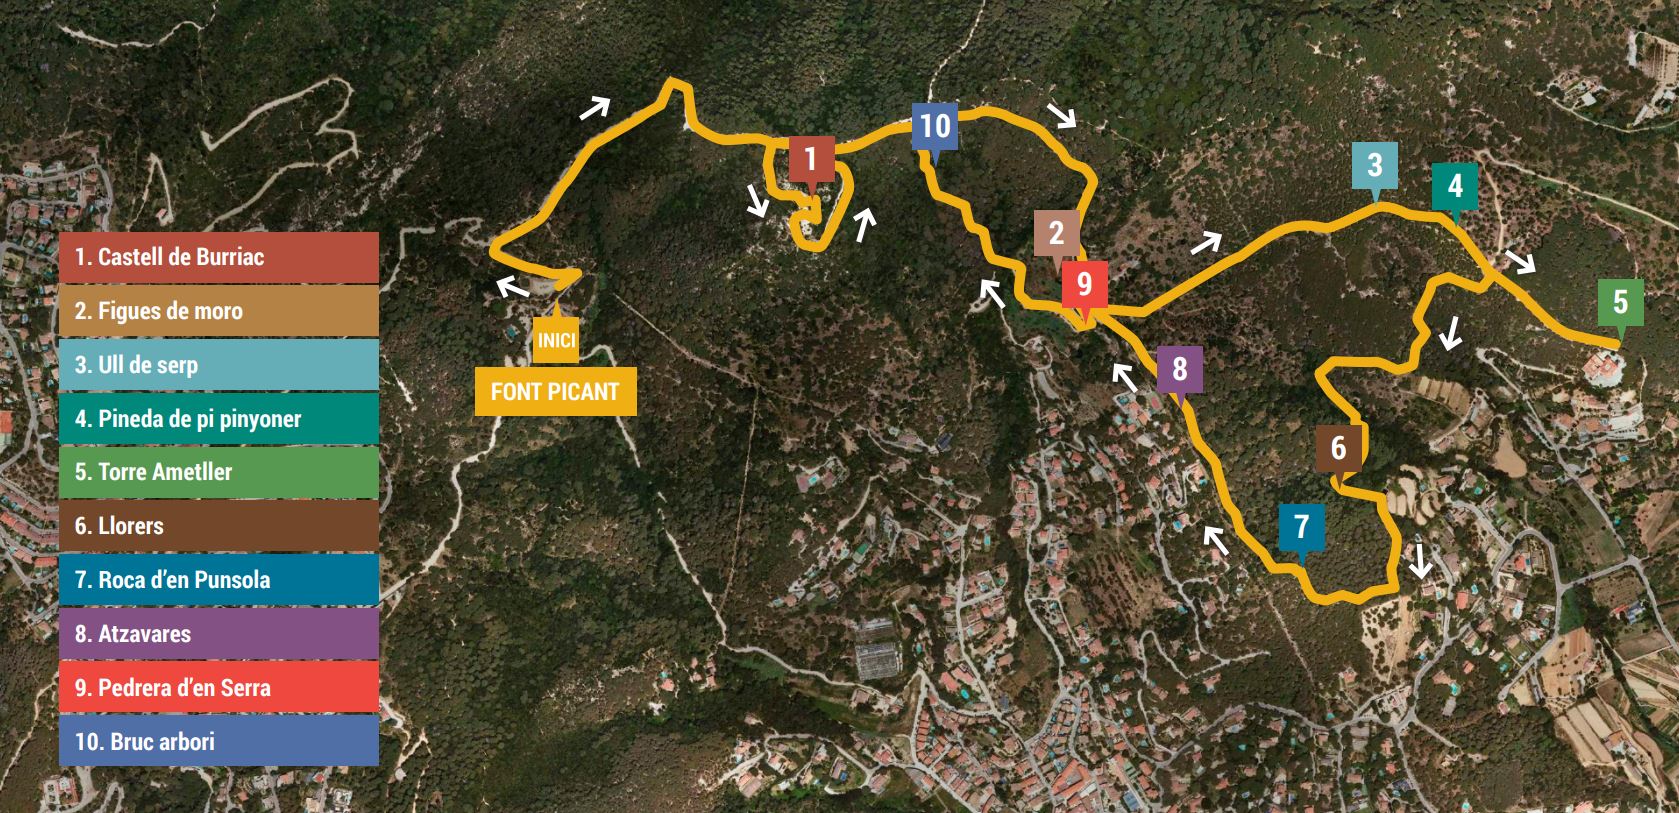 1. Castell de Burriac
2. Figues de moro
3. Ull de serp
4. Pineda de pi pinyoner
5. Torre Ametller
6. Llorers
7. Roca d'en Punsola
8. Atzavares
9. Pedrera d'en Serra
10. Bruc arbori
INICI
FONT PICANT
1
10
2
9
3
4
5
8
6
7